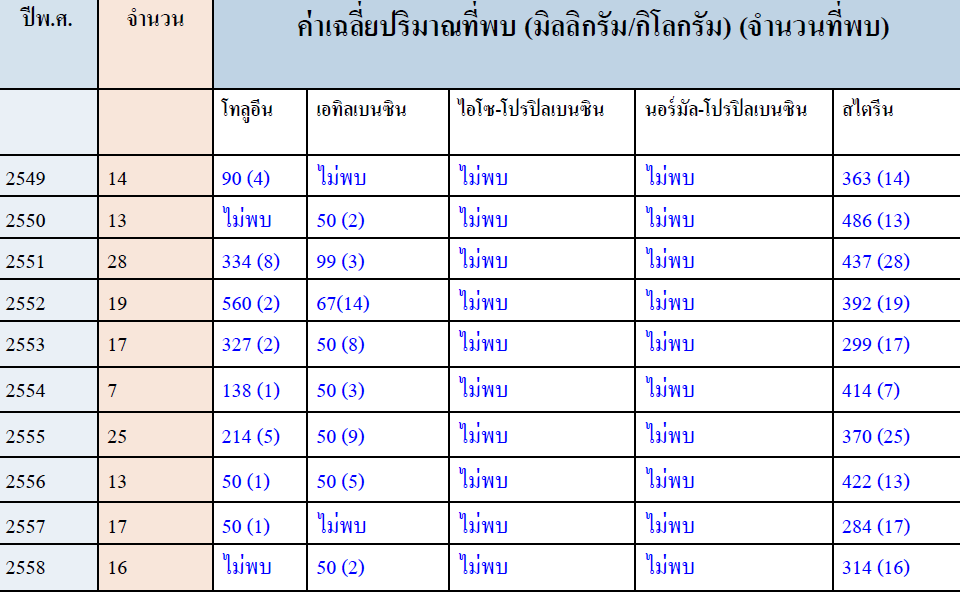 ปีพ.ศ. จำนวน ค่าเฉลี่ยปริมาณที่พบ (มิลลิกรัม/กิโลกรัม) (จำนวนที่พบ)
โทลูอีน เอทิลเบนซิน ไอโซ-โปรปิลเบนซิน นอร์มัล-โปรปิลเบนซิน สไตรีน
2549 14 90 (4) ไม่พบ ไม่พบ ไม่พบ 363 (14)
2550 13 ไม่พบ 50 (2) ไม่พบ ไม่พบ 486 (13)
2551 28 334 (8) 99 (3) ไม่พบ ไม่พบ 437 (28)
2552 19 560 (2) 67(14) ไม่พบ ไม่พบ 392 (19)
2553 17 327 (2) 50 (8) ไม่พบ ไม่พบ 299 (17)
2554 7 138 (1) 50 (3) ไม่พบ ไม่พบ 414 (7)
2555 25 214 (5) 50 (9) ไม่พบ ไม่พบ 370 (25)
2556 13 50 (1) 50 (5) ไม่พบ ไม่พบ 422 (13)
2557 17 50 (1) ไม่พบ ไม่พบ ไม่พบ 284 (17)
2558 16 ไม่พบ 50 (2) ไม่พบ ไม่พบ 314 (16)